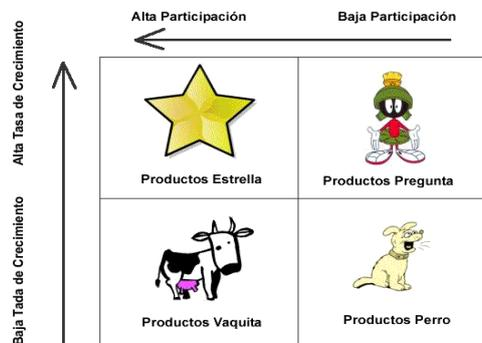 Alta Participación
Baja Participación
Alta Tasa de Crecimiento
Productos Estrella
Productos Pregunta
Baja Tada de Crecimiento
Productos Vaquita
Productos Perro